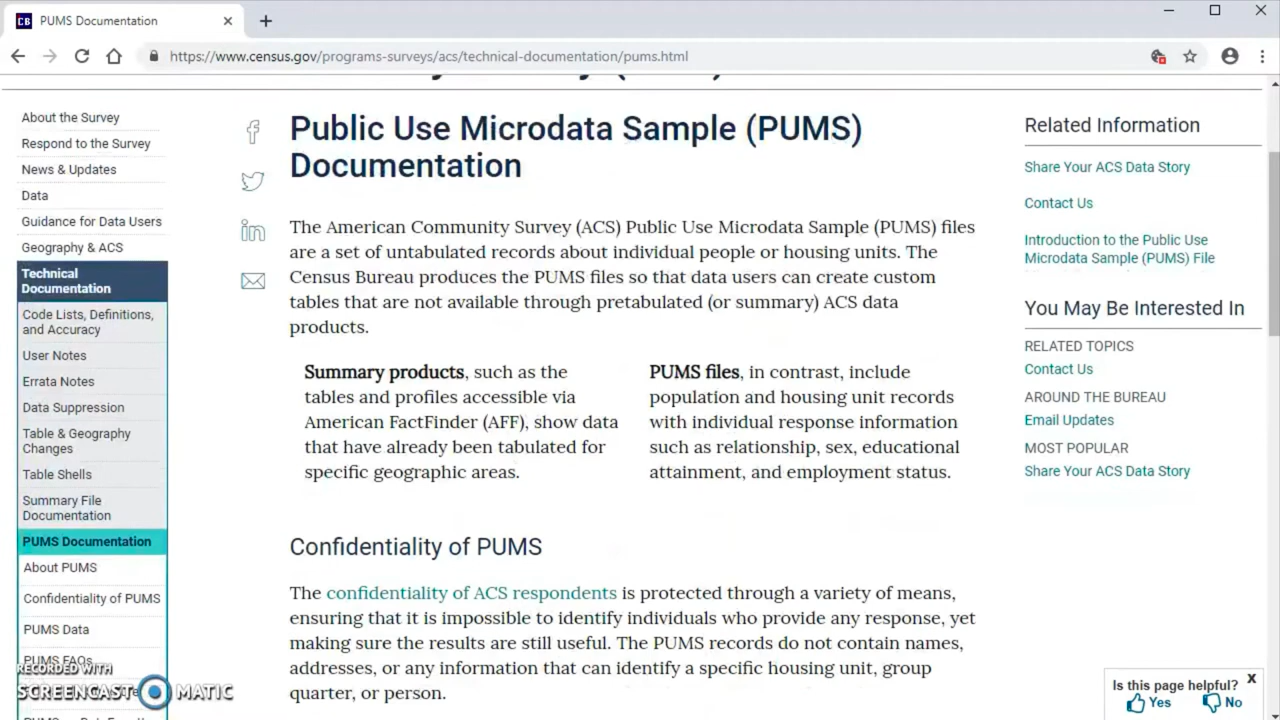 PUMS Documentation
https://www.census.gov/programs-surveys/acs/technical-documentation/pums.html
About the Survey
Respond to the Survey
News & Updates
Data
Guidance for Data Users
Geography & ACS
Technical
Documentation
Code Lists, Definitions,
and Accuracy
User Notes
Errata Notes
Data Suppression
Table & Geography
Changes
Table Shells
Summary File
Documentation
PUMS Documentation
About PUMS
Confidentiality of PUMS
PUMS Data
PUMS FAQs
Public Use Microdata Sample (PUMS)
Documentation
The American Community Survey (ACS) Public Use Microdata Sample (PUMS) files
are a set of untabulated records about individual people or housing units. The
Census Bureau produces the PUMS files so that data users can create custom
tables that are not available through pretabulated (or summary) ACS data
products.
Summary products, such as the
tables and profiles accessible via
American FactFinder (AFF), show data
that have already been tabulated for
specific geographic areas.
PUMS files, in contrast, include
population and housing unit records
with individual response information
such as relationship, sex, educational
attainment, and employment status.
Confidentiality of PUMS
The confidentiality of ACS respondents is protected through a variety of means,
ensuring that it is impossible to identify individuals who provide any response, yet
making sure the results are still useful. The PUMS records do not contain names,
addresses, or any information that can identify a specific housing unit, group
quarter, or person.
Related Information
Share Your ACS Data Story
Contact Us
Introduction to the Public Use
Microdata Sample (PUMS) File
You May Be Interested In
RELATED TOPICS
Contact Us
AROUND THE BUREAU
Email Updates
MOST POPULAR
Share Your ACS Data Story
Is this page helpful? X
Yes No
RECORDED WITH
SCREENCAST MATIC